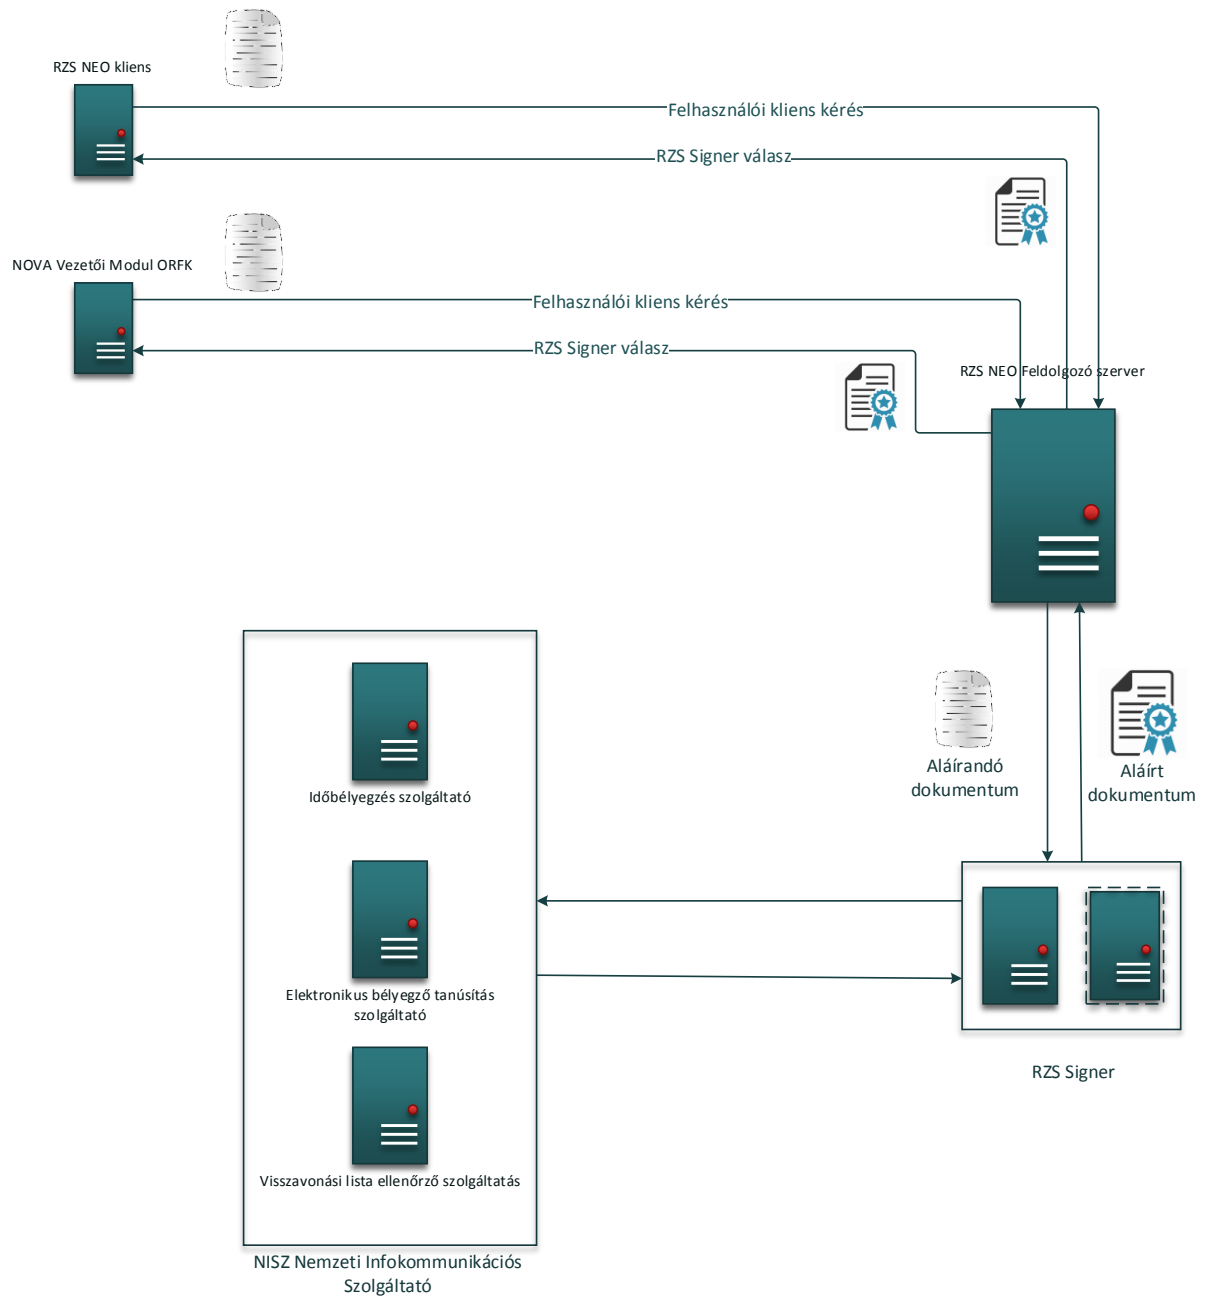 RZS NEO kliens
Felhasználói kliens kérés
RZS Signer válasz
NOVA Vezetői Modul ORFK
Felhasználói kliens kérés
RZS Signer válasz
RZS NEO Feldolgozó szerver
Aláírandó
dokumentum
Aláírt
dokumentum
Időbélyegzés szolgáltató
Elektronikus bélyegző tanúsítás
szolgáltató
RZS Signer
Visszavonási lista ellenőrző szolgáltatás
NISZ Nemzeti Infokommunikációs
Szolgáltató